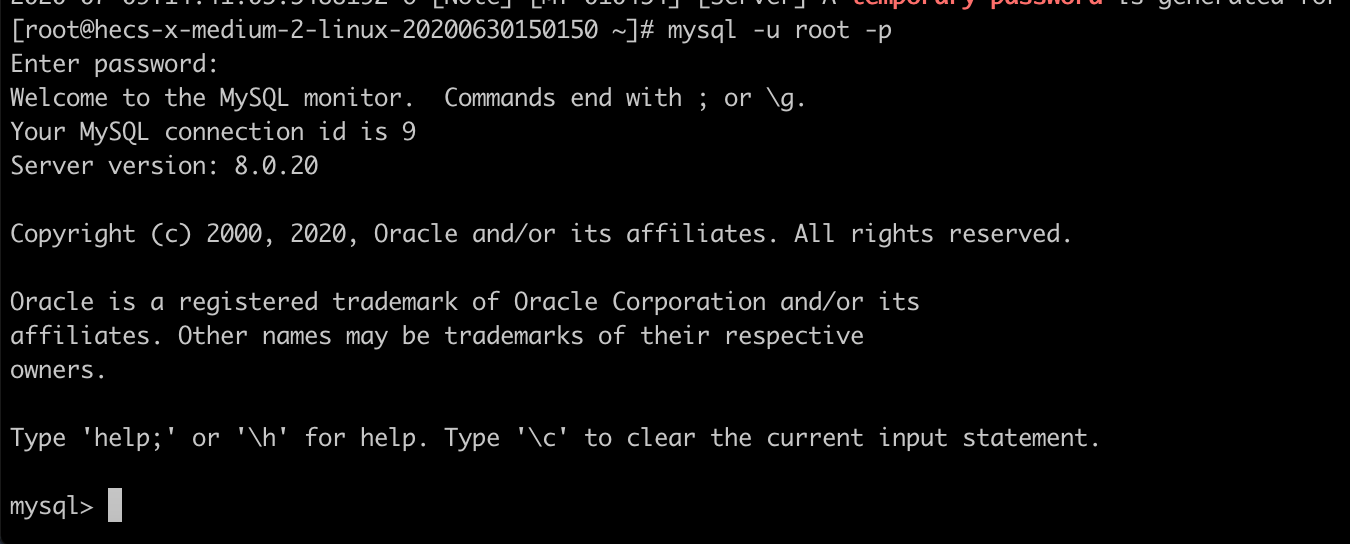 [Note] [MY-010454] [Server] A temporary password is generated for
[root@hecs-x-medium-2-linux-20200630150150 ~]# mysql -u root -p
Enter password:
Welcome to the MySQL monitor.  Commands end with ; or \g.
Your MySQL connection id is 9
Server version: 8.0.20
Copyright (c) 2000, 2020, Oracle and/or its affiliates. All rights reserved.
Oracle is a registered trademark of Oracle Corporation and/or its
affiliates. Other names may be trademarks of their respective
owners.
Type 'help;' or '\h' for help. Type '\c' to clear the current input statement.
mysql>